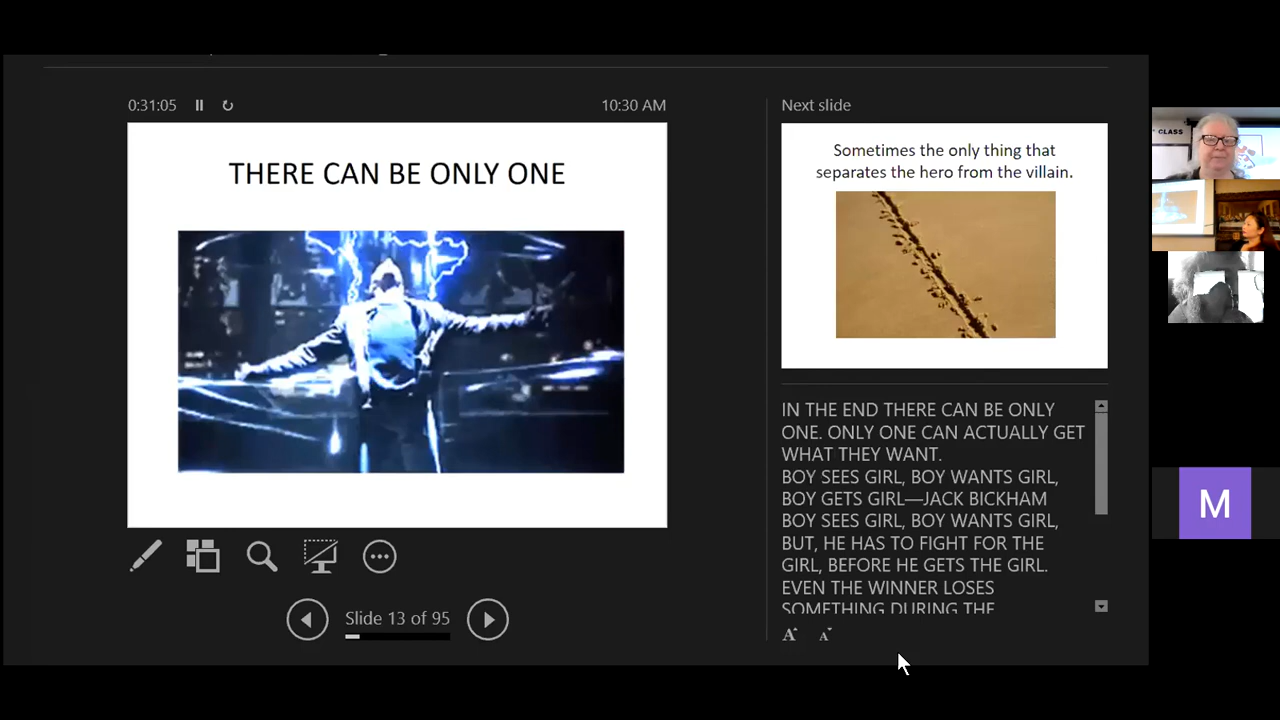 0:31:05
10:30 AM
Next slide
THERE CAN BE ONLY ONE
Sometimes the only thing that
separates the hero from the villain.
IN THE END THERE CAN BE ONLY
ONE. ONLY ONE CAN ACTUALLY GET
WHAT THEY WANT.
BOY SEES GIRL, BOY WANTS GIRL,
BOY GETS GIRL—JACK BICKHAM
BOY SEES GIRL, BOY WANTS GIRL,
BUT, HE HAS TO FIGHT FOR THE
GIRL, BEFORE HE GETS THE GIRL.
EVEN THE WINNER LOSES
SOMETHING DURING THE
Slide 13 of 95
A A
CLASS
M